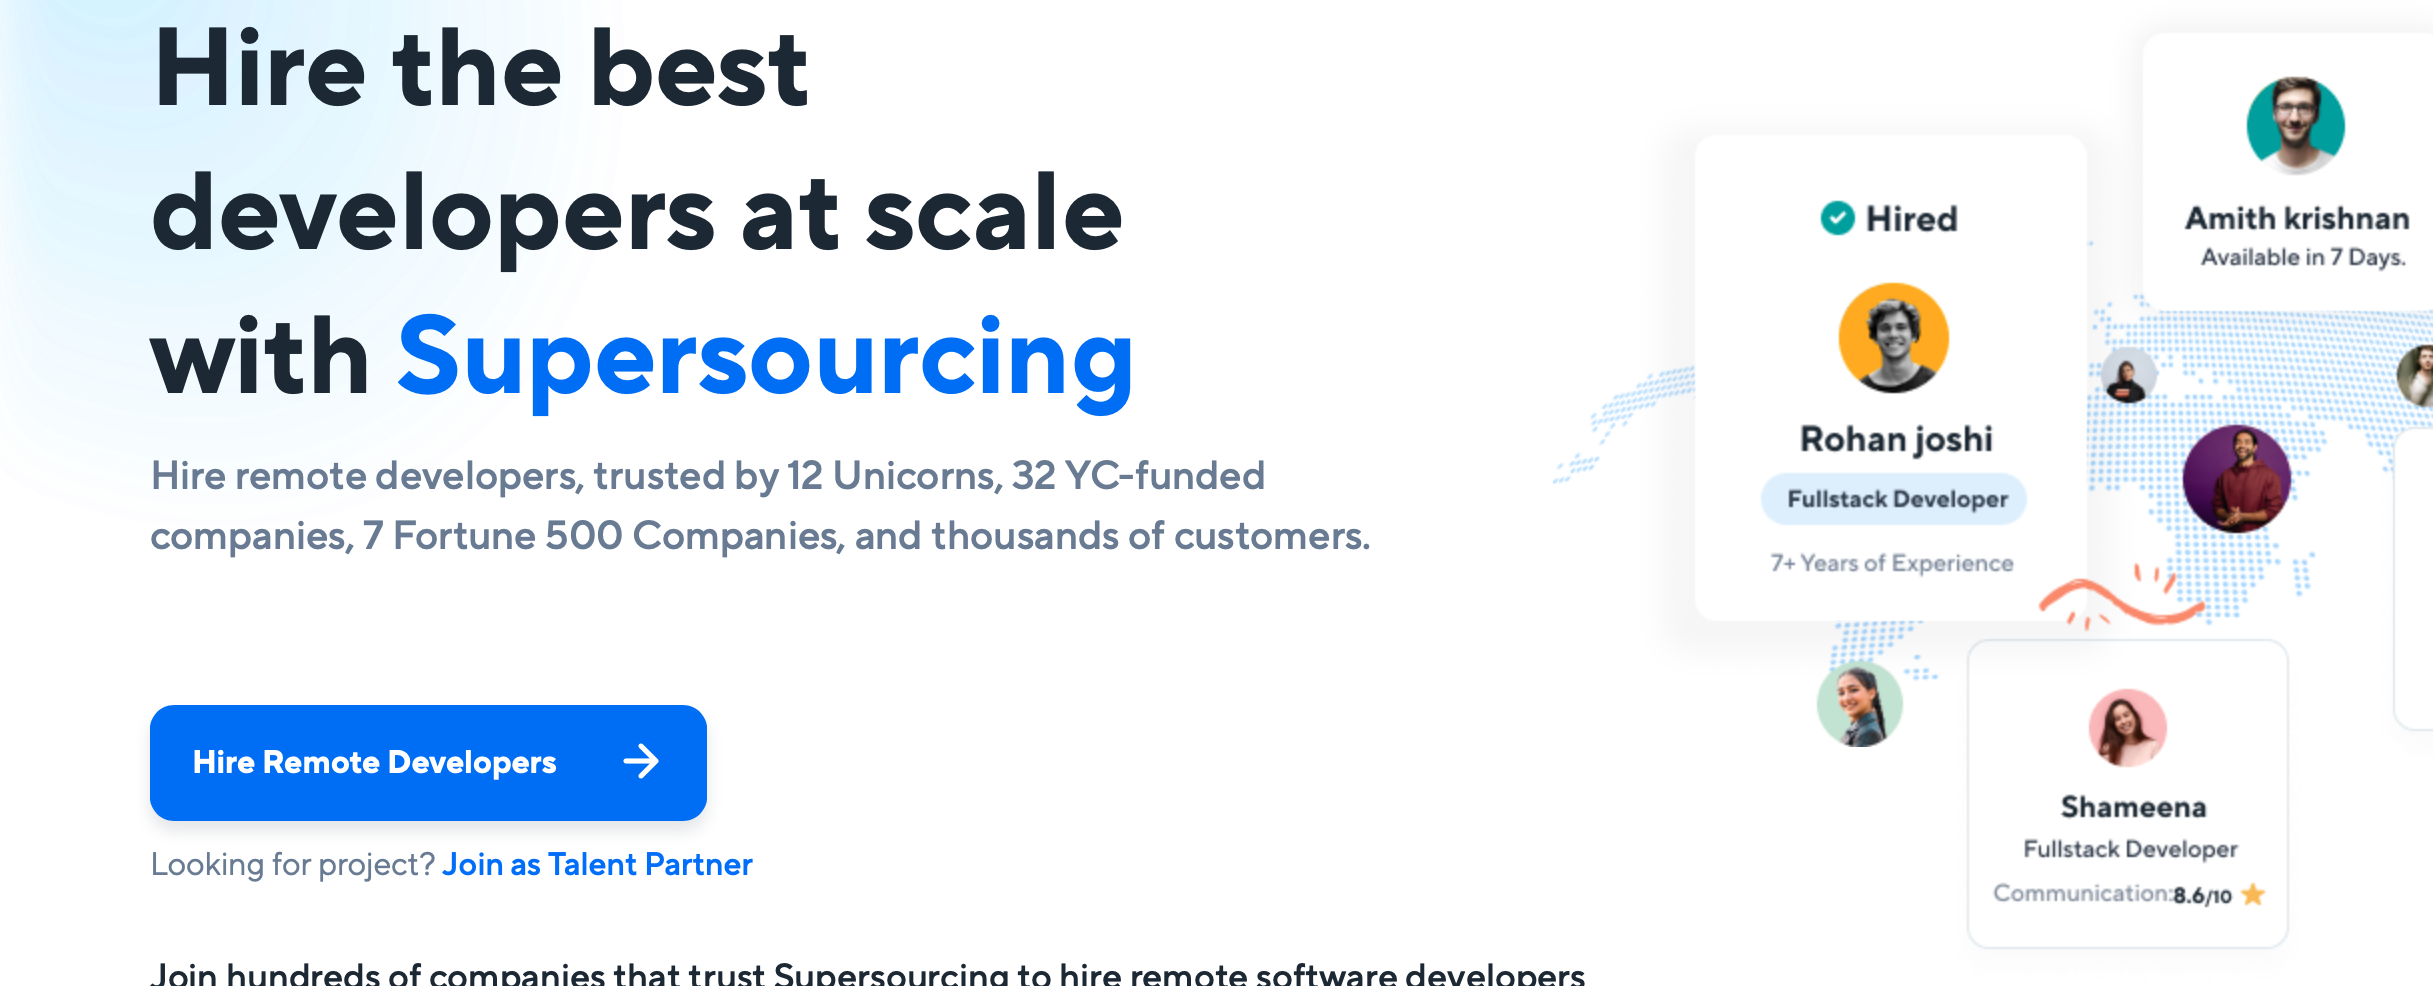 Hire the best
developers at scale
with Supersourcing
Hire remote developers, trusted by 12 Unicorns, 32 YC-funded
companies, 7 Fortune 500 Companies, and thousands of customers.
Hire Remote Developers
Looking for project? Join as Talent Partner
Join hundreds of companies that trust Supersourcing to hire remote software developers
Hired
Rohan joshi
Fullstack Developer
7+ Years of Experience
Amith krishnan
Available in 7 Days.
Shameena
Fullstack Developer
Communication:8.6/10